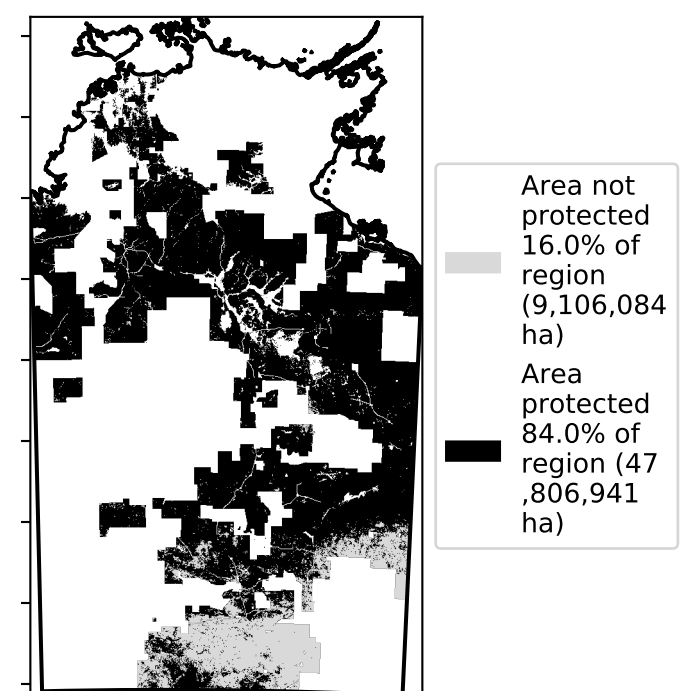 Area not
protected
16.0% of
region
(9,106,084
ha)
Area
protected
84.0% of
region (47
,806,941
ha)